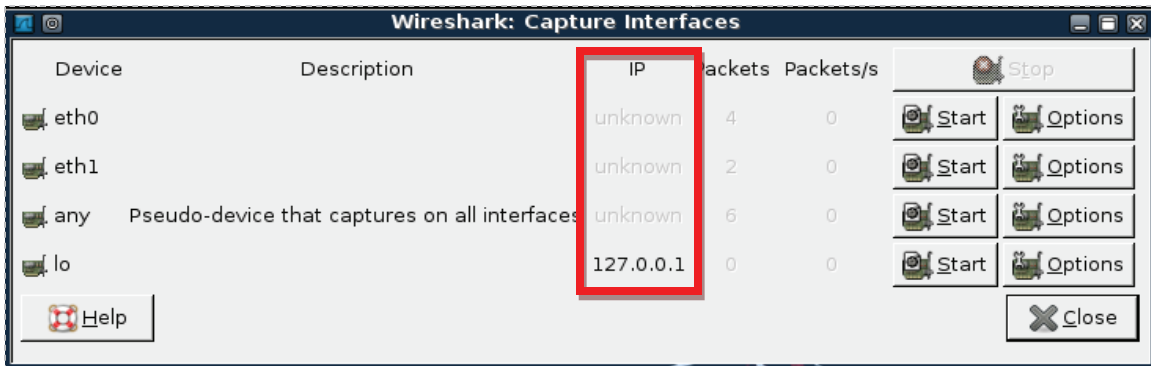 Wireshark: Capture Interfaces
Device Description IP Packets Packets/s Stop
eth0 unknown 4 0 Start Options
eth1 unknown 2 0 Start Options
any Pseudo-device that captures on all interfaces unknown 6 0 Start Options
lo 127.0.0.1 0 0 Start Options
Help Close